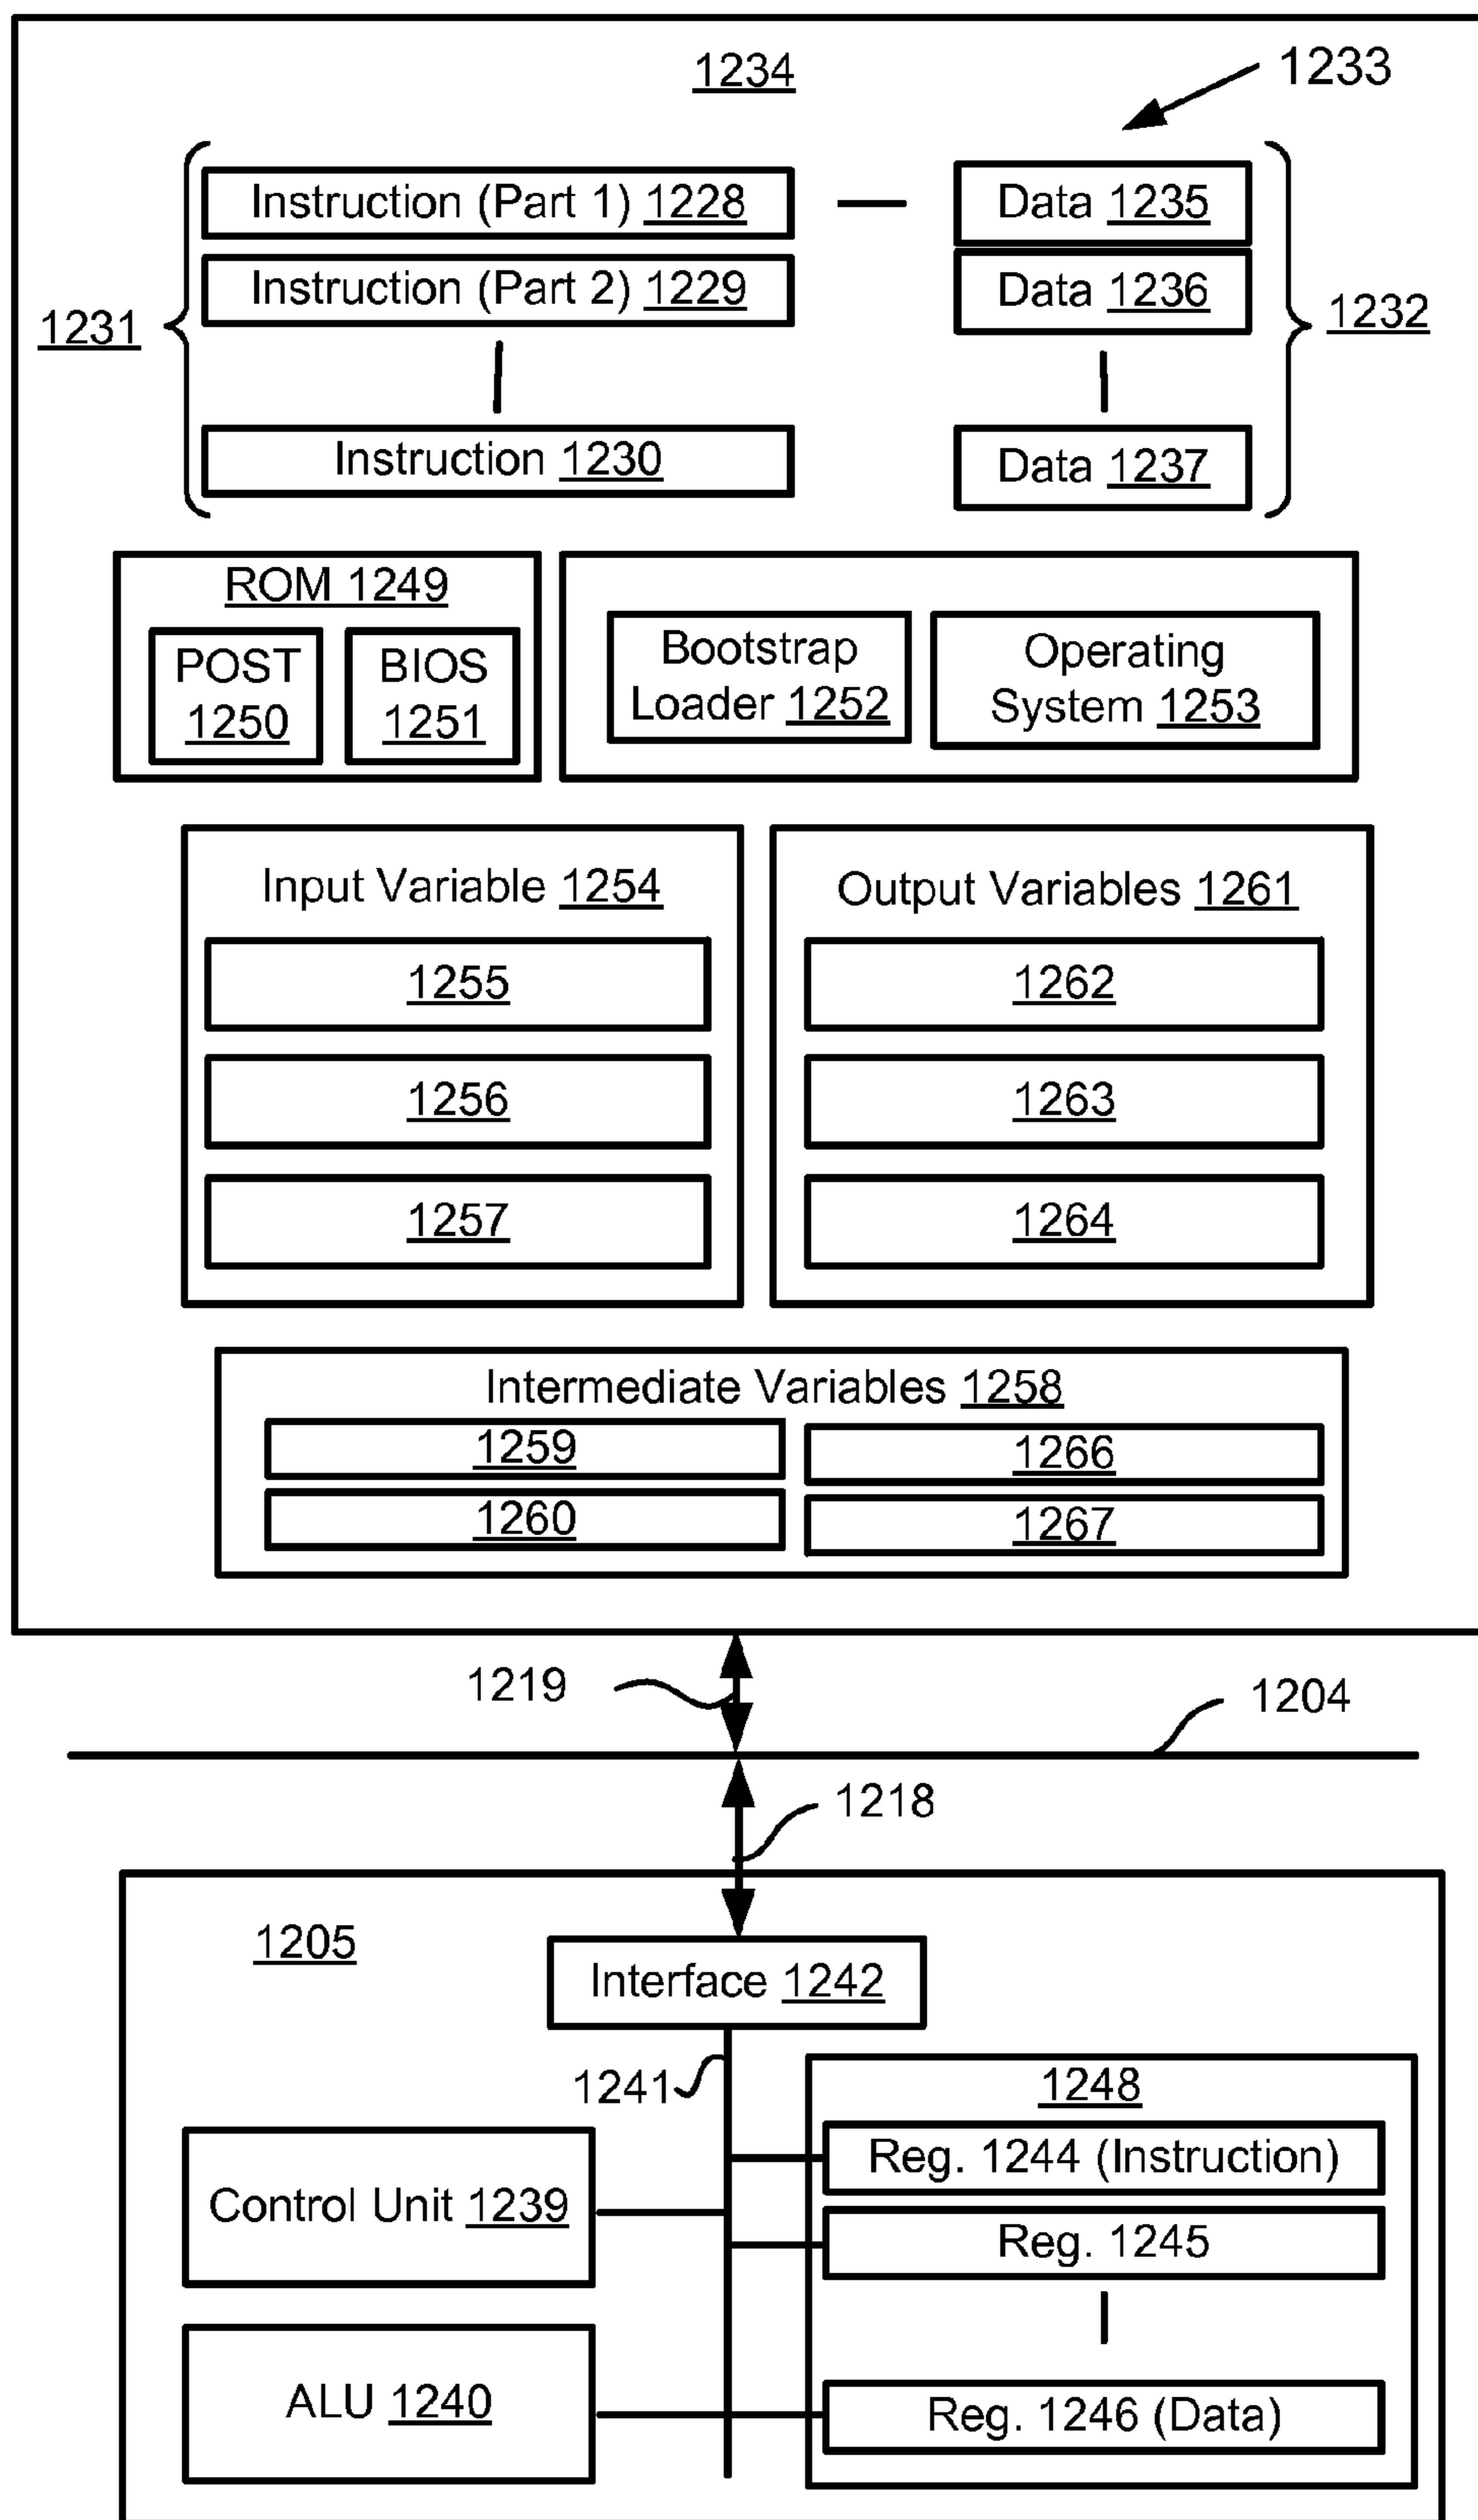 1234
1233
Instruction (Part 1) 1228
Data 1235
Instruction (Part 2) 1229
Data 1236
1231
1232
Instruction 1230
Data 1237
ROM 1249
POST
1250
BIOS
1251
Bootstrap
Loader 1252
Operating
System 1253
Input Variable 1254
1255
1256
1257
Output Variables 1261
1262
1263
1264
Intermediate Variables 1258
1259
1266
1260
1267
1219
1204
1218
1205
Interface 1242
1241
1248
Reg. 1244 (Instruction)
Control Unit 1239
Reg. 1245
ALU 1240
Reg. 1246 (Data)